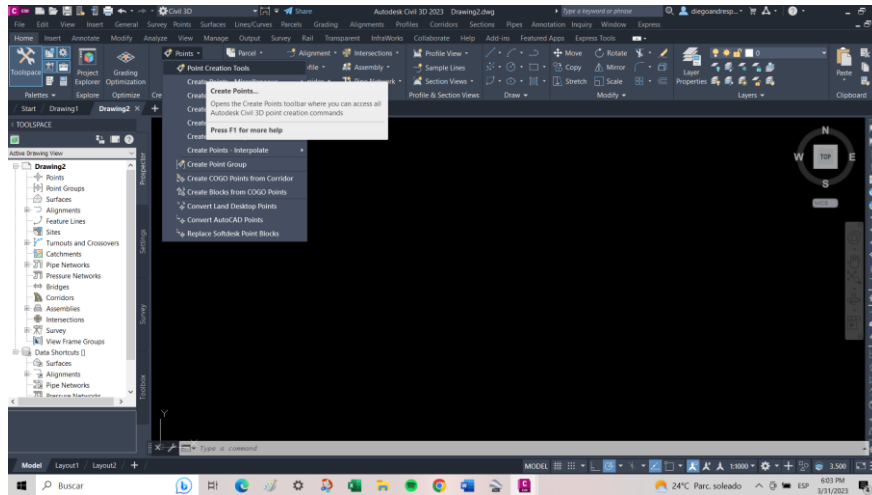 Civil 3D
Share
Autodesk Civil 3D 2023 Drawing2.dwg
Type a keyword or phrase
diegoandresp...
File Edit View Insert General Survey Points Surfaces Lines/Curves Parcels Grading Alignments Profiles Corridors Sections Pipes Annotation Inquiry Window Express
Home Insert Annotate Modify Analyze View Manage Output Survey Rail Transparent InfraWorks Collaborate Help Add-ins Featured Apps Express Tools
Toolspace
Project Explorer
Grading Optimization
Points
Parcel
Alignment
Intersections
Profile View
Move
Rotate
Assembly
Sample Lines
Copy
Mirror
Section Views
Stretch
Scale
Layer Properties
0
Paste
Palettes
Explore
Optimize
Profile & Section Views
Draw
Modify
Layers
Clipboard
Start Drawing1 Drawing2
Point Creation Tools
Create Points...
Opens the Create Points toolbar where you can access all
Autodesk Civil 3D point creation commands
Press F1 for more help
Create Points - Interpolate
Create Point Group
Create COGO Points from Corridor
Create Blocks from COGO Points
Convert Land Desktop Points
Convert AutoCAD Points
Replace Softdesk Point Blocks
TOOLSPACE
Active Drawing View
Drawing2
Points
Point Groups
Surfaces
Alignments
Feature Lines
Sites
Turnouts and Crossovers
Catchments
Pipe Networks
Pressure Networks
Bridges
Corridors
Assemblies
Intersections
Survey
View Frame Groups
Data Shortcuts []
Surfaces
Alignments
Pipe Networks
Pressure Networks
Prospector
Settings
Survey
Toolbox
N
W TOP E
S
WCS
Y
Type a command
Model Layout1 Layout2 +
MODEL
1:1000
3.500
Buscar
24°C Parc. soleado
ESP
6:03 PM
3/31/2023